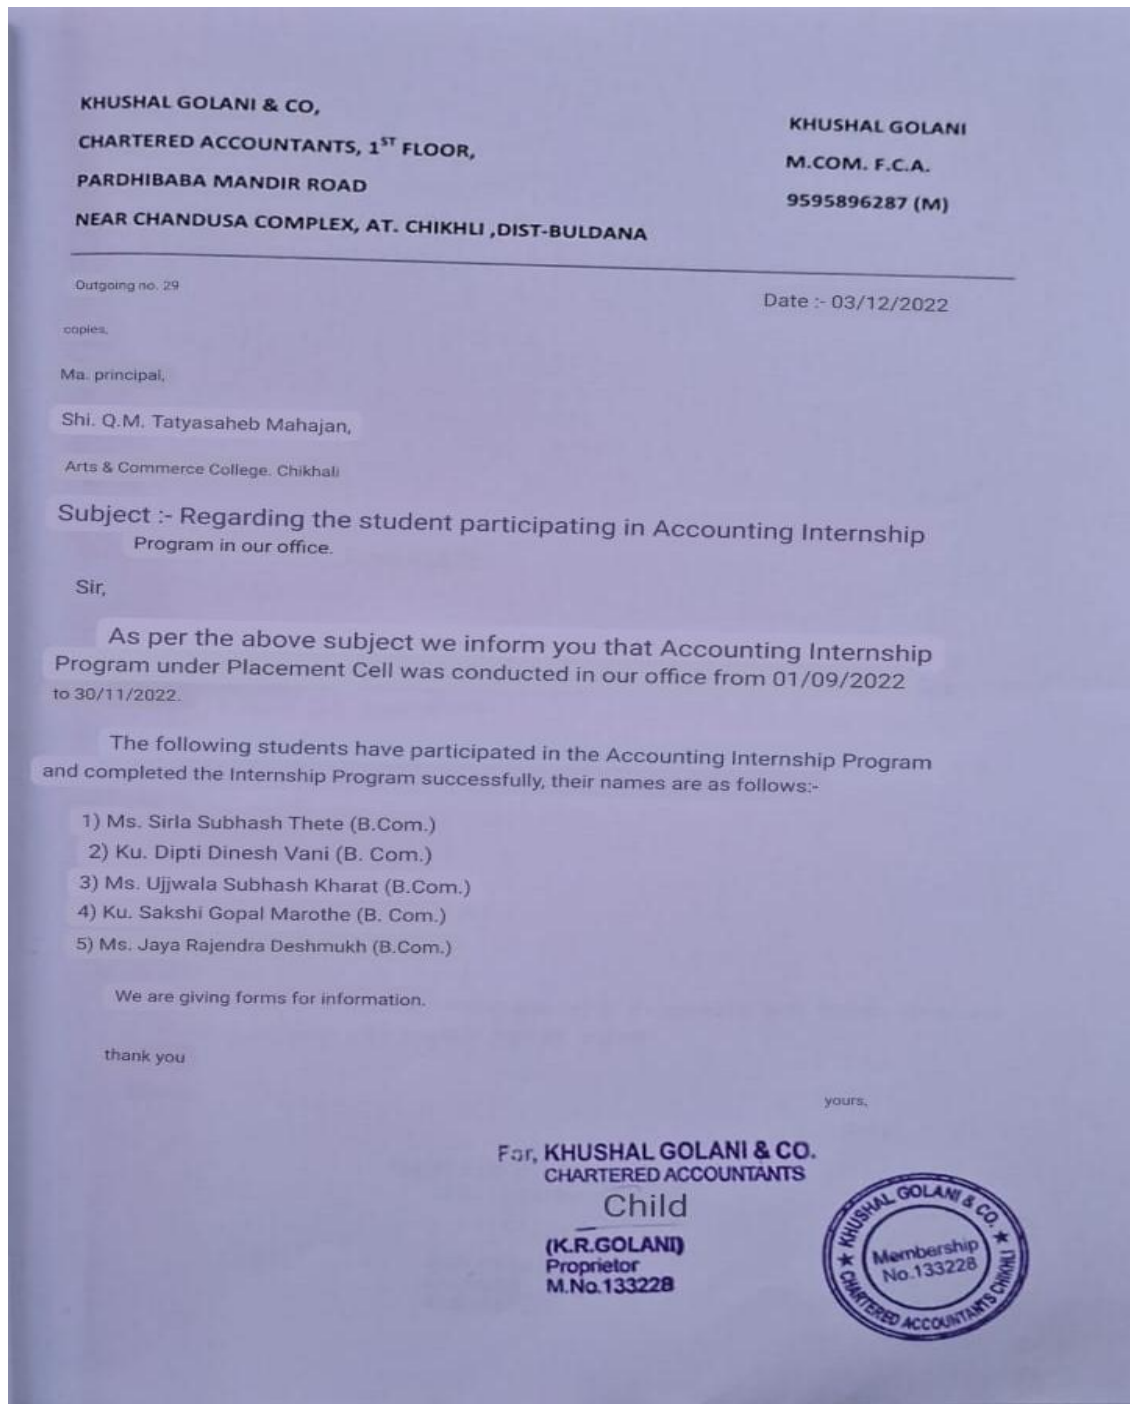 KHUSHAL GOLANI & CO,
CHARTERED ACCOUNTANTS, 1ST FLOOR,
PARDHIBABA MANDIR ROAD
NEAR CHANDUSA COMPLEX, AT. CHIKHLI ,DIST-BULDANA
KHUSHAL GOLANI
M.COM. F.C.A.
9595896287 (M)
Outgoing no. 29
Date :- 03/12/2022
copies,
Ma. principal,
Shi. Q.M. Tatyasaheb Mahajan,
Arts & Commerce College. Chikhali
Subject :- Regarding the student participating in Accounting Internship
Program in our office.
Sir,
As per the above subject we inform you that Accounting Internship
Program under Placement Cell was conducted in our office from 01/09/2022
to 30/11/2022.
The following students have participated in the Accounting Internship Program
and completed the Internship Program successfully, their names are as follows:-
1) Ms. Sirla Subhash Thete (B.Com.)
2) Ku. Dipti Dinesh Vani (B. Com.)
3) Ms. Ujjwala Subhash Kharat (B.Com.)
4) Ku. Sakshi Gopal Marothe (B. Com.)
5) Ms. Jaya Rajendra Deshmukh (B.Com.)
We are giving forms for information.
thank you
yours,
For, KHUSHAL GOLANI & CO.
CHARTERED ACCOUNTANTS
Child
(K.R.GOLANI)
Proprietor
M.No.133228
★ KHUSHAL GOLANI & CO. ★
CHARTERED ACCOUNTANTS CHIKHLI
Membership
No.133228